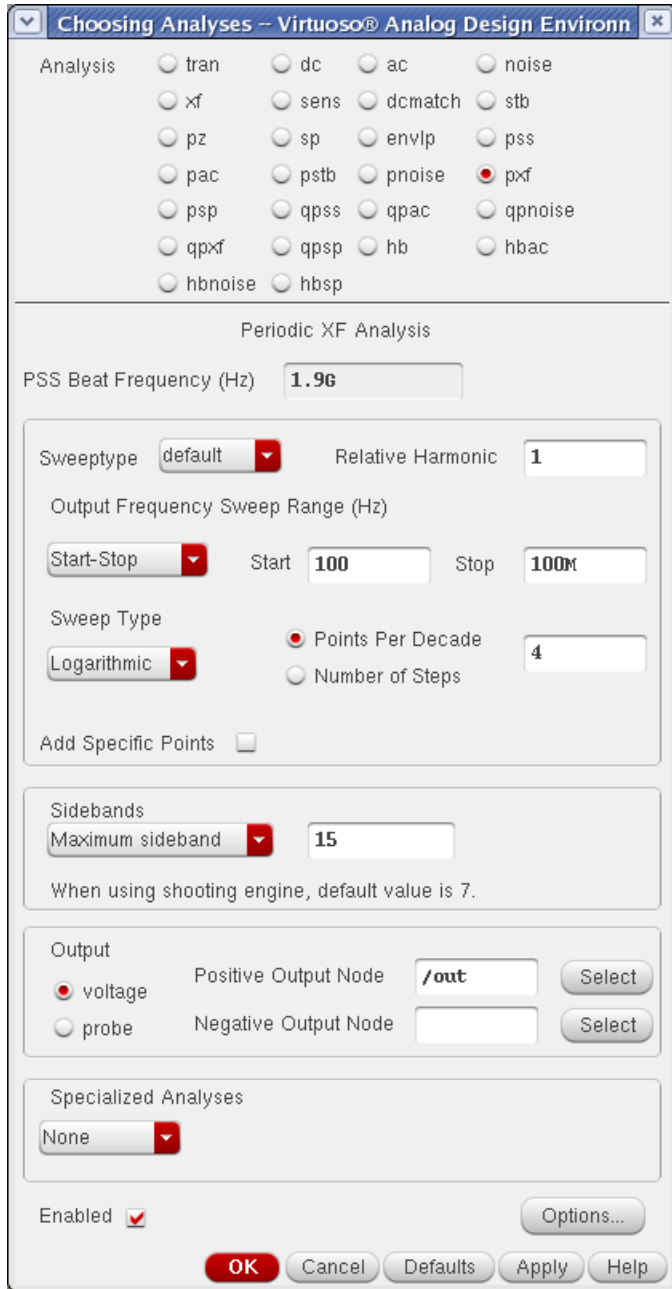 Choosing Analyses -- Virtuoso® Analog Design Environn
Analysis tran dc ac noise
xf sens dcmatch stb
pz sp envlp pss
pac pstb pnoise pxf
psp qpss qpac qpnoise
qpxf qpsp hb hbac
hbnoise hbsp
Periodic XF Analysis
PSS Beat Frequency (Hz) 1.9G
Sweeptype default Relative Harmonic 1
Output Frequency Sweep Range (Hz)
Start-Stop Start 100 Stop 100M
Sweep Type
Logarithmic
Points Per Decade 4
Number of Steps
Add Specific Points
Sidebands
Maximum sideband 15
When using shooting engine, default value is 7.
Output
voltage Positive Output Node /out Select
probe Negative Output Node Select
Specialized Analyses
None
Enabled Options...
OK Cancel Defaults Apply Help